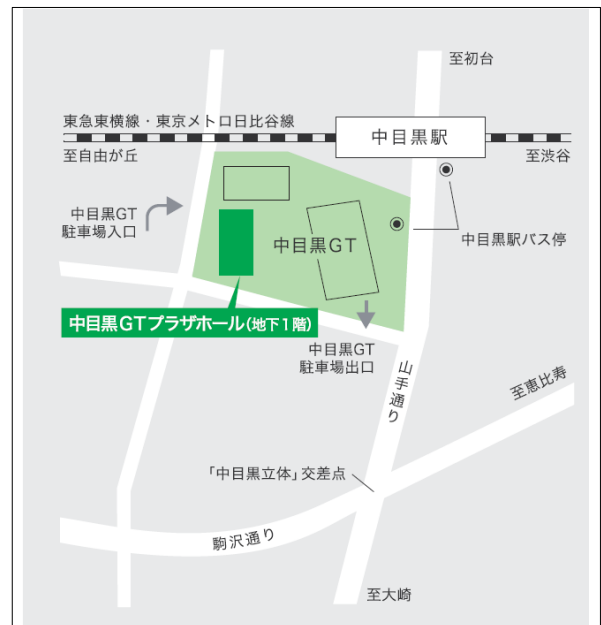 至初台
東急東横線・東京メトロ日比谷線
中目黒駅
至自由が丘
至渋谷
中目黒GT
駐車場入口
中目黒GT
中目黒駅バス停
中目黒GTプラザホール(地下1階)
中目黒GT
駐車場出口
山手通り
至恵比寿
「中目黒立体」交差点
駒沢通り
至大崎